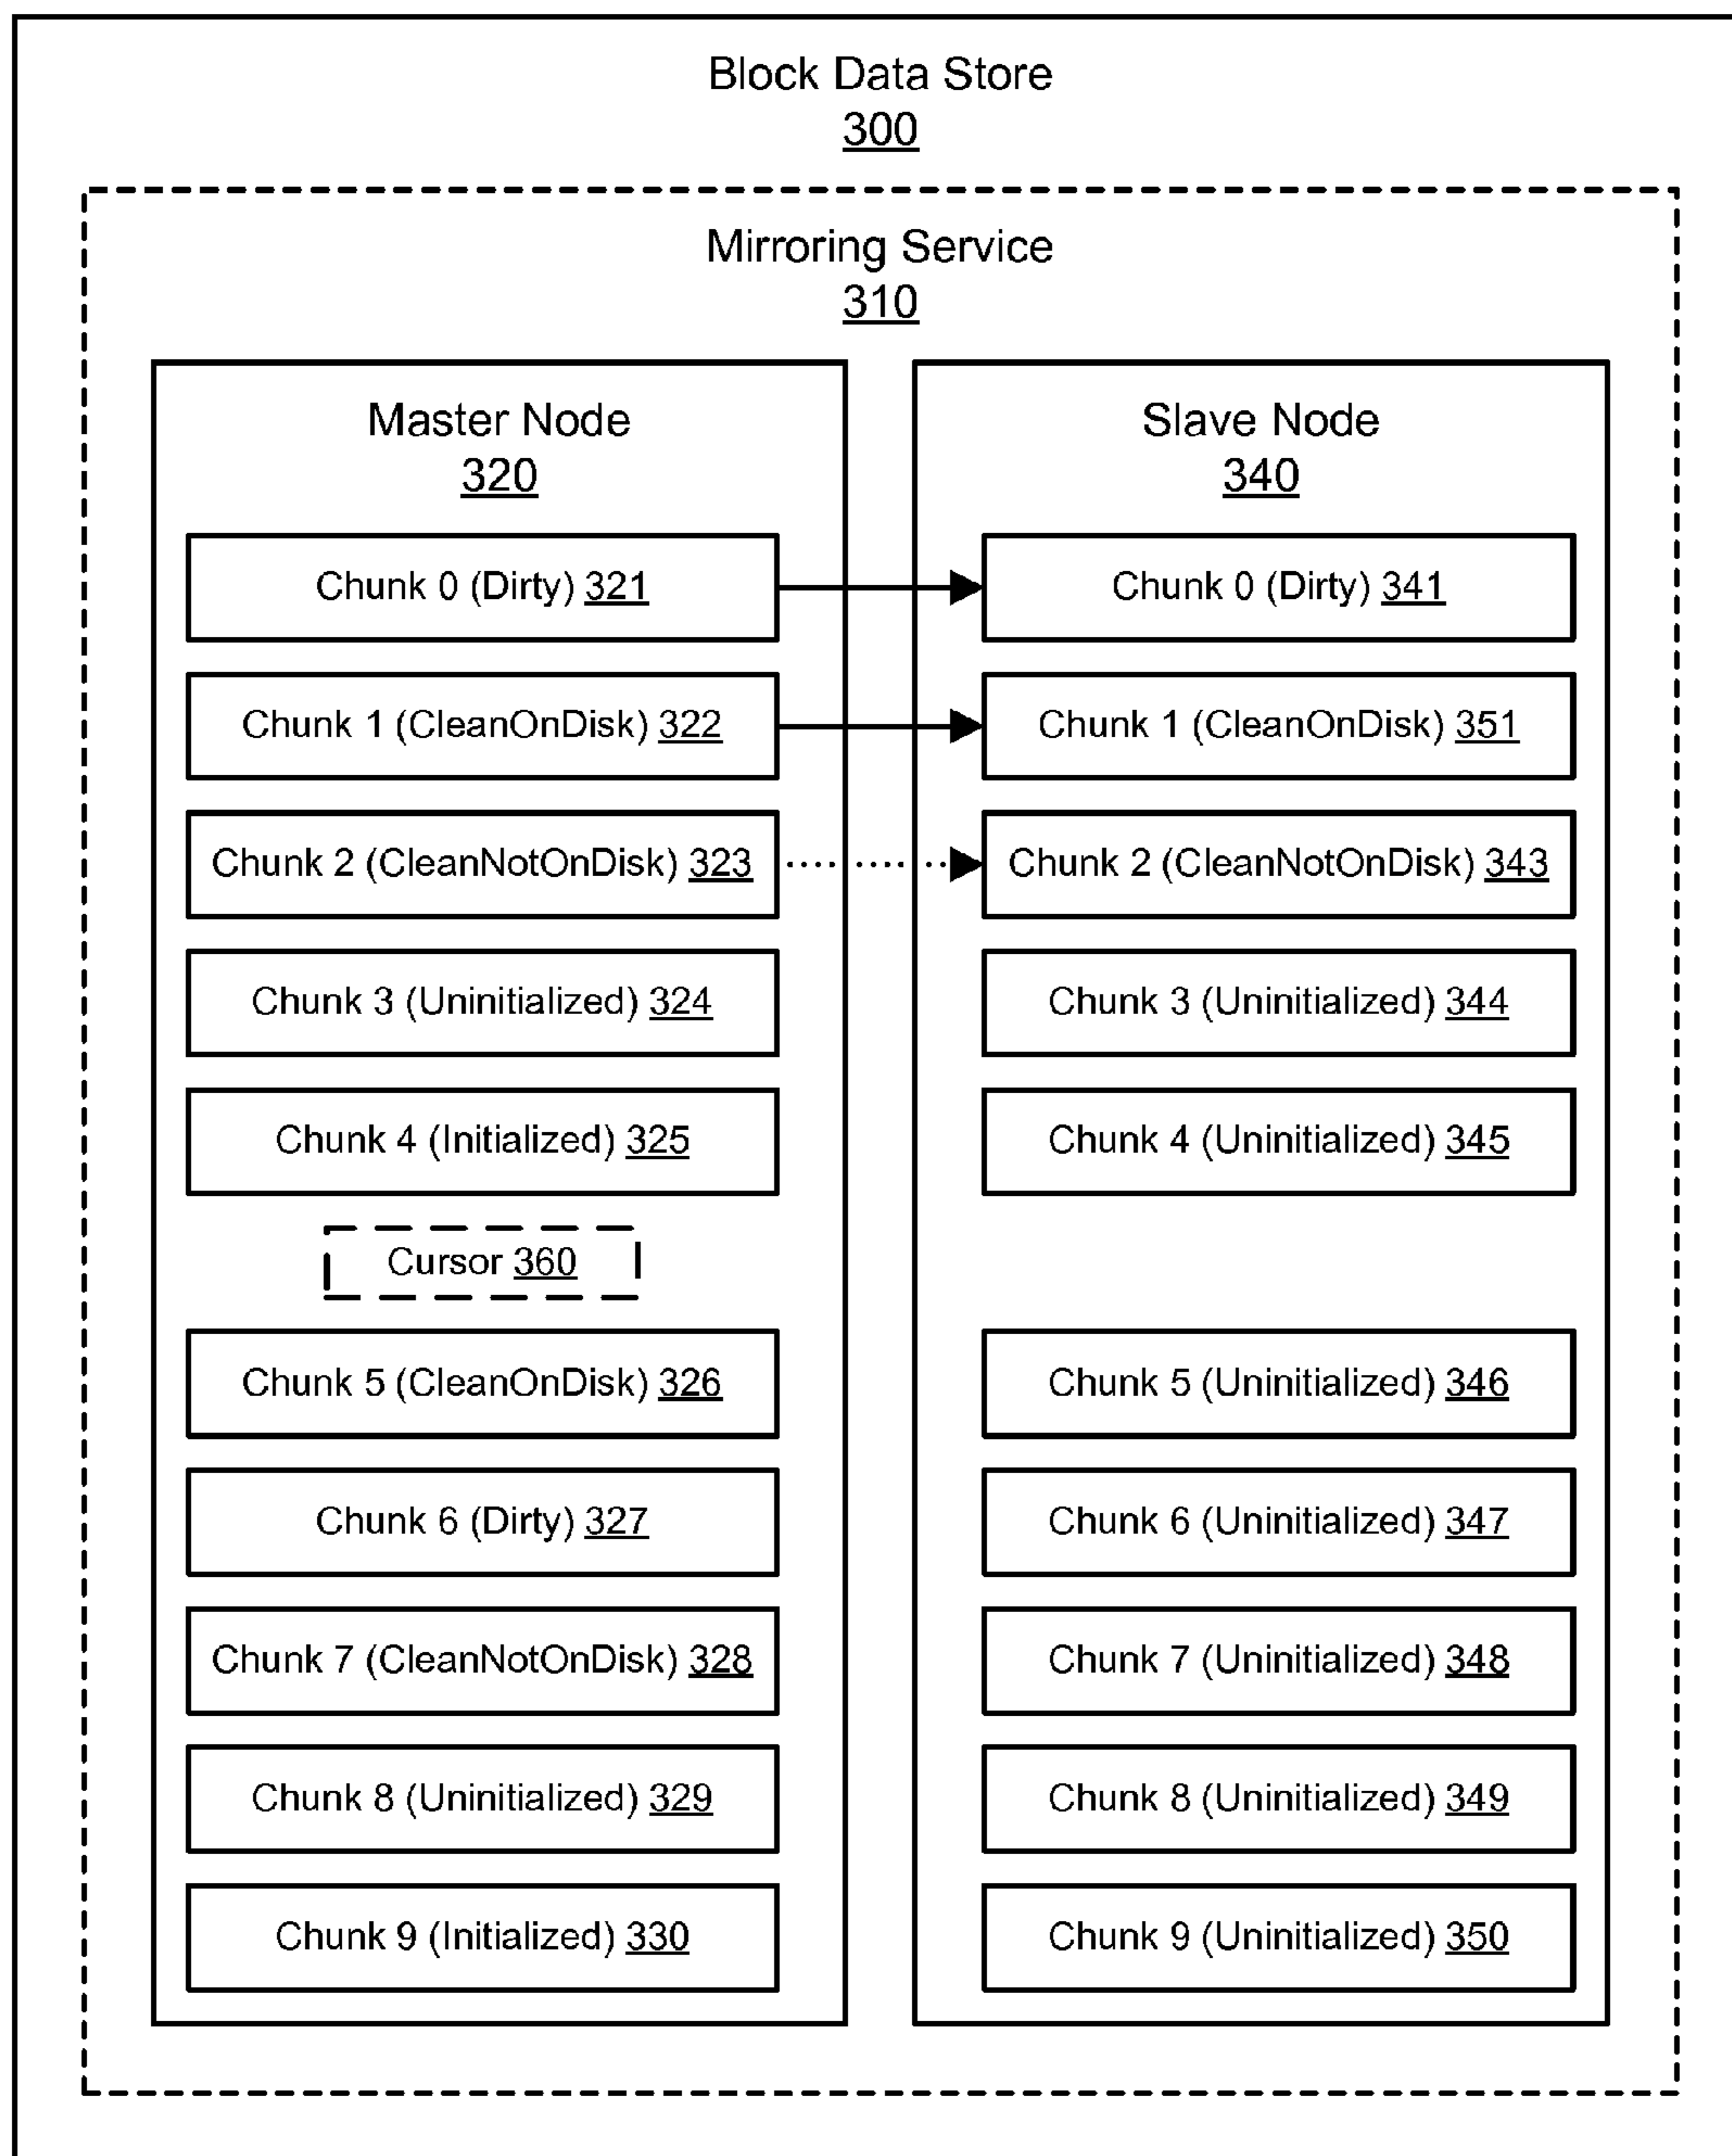 Block Data Store
300
Mirroring Service
310
Master Node
320
Chunk 0 (Dirty) 321
Chunk 1 (CleanOnDisk) 322
Chunk 2 (CleanNotOnDisk) 323
Chunk 3 (Uninitialized) 324
Chunk 4 (Initialized) 325
Cursor 360
Chunk 5 (CleanOnDisk) 326
Chunk 6 (Dirty) 327
Chunk 7 (CleanNotOnDisk) 328
Chunk 8 (Uninitialized) 329
Chunk 9 (Initialized) 330
Slave Node
340
Chunk 0 (Dirty) 341
Chunk 1 (CleanOnDisk) 351
Chunk 2 (CleanNotOnDisk) 343
Chunk 3 (Uninitialized) 344
Chunk 4 (Uninitialized) 345
Chunk 5 (Uninitialized) 346
Chunk 6 (Uninitialized) 347
Chunk 7 (Uninitialized) 348
Chunk 8 (Uninitialized) 349
Chunk 9 (Uninitialized) 350